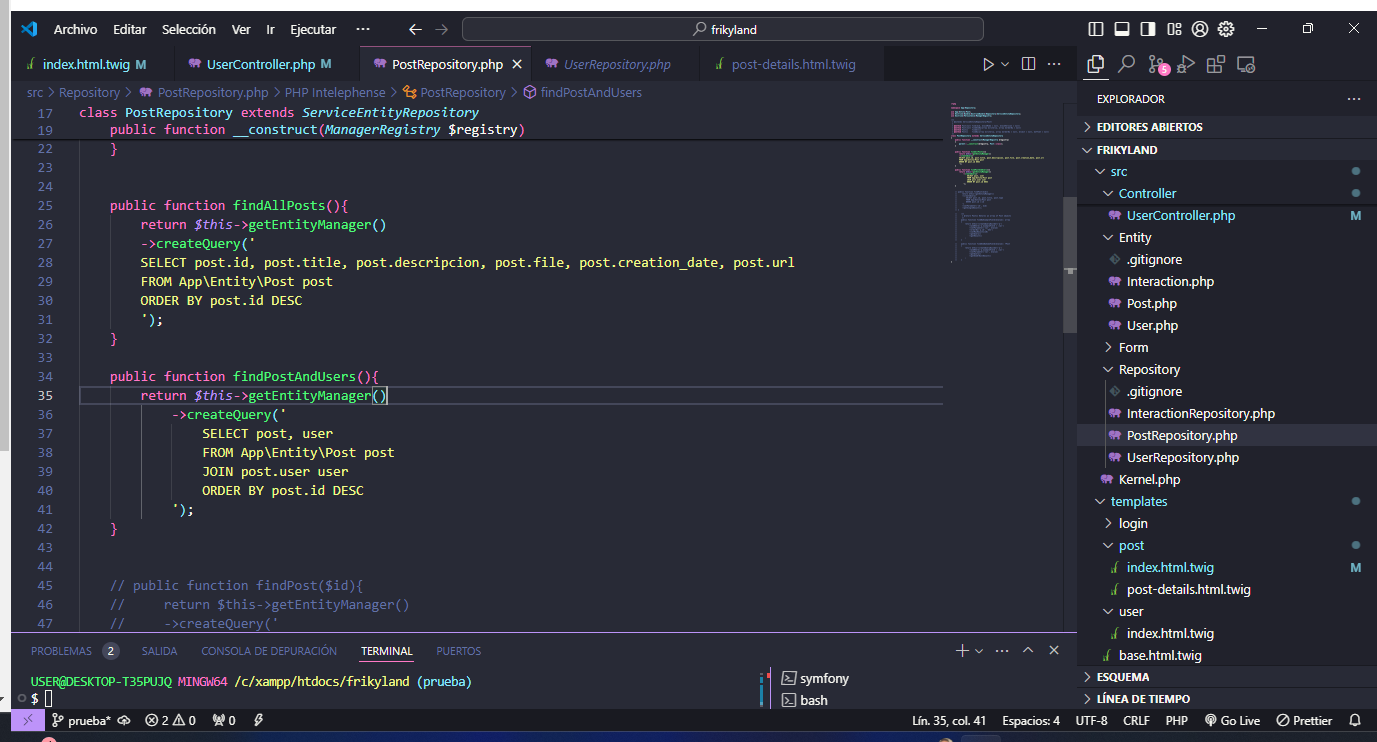 Archivo Editar Selección Ver Ir Ejecutar ··· frikyland
index.html.twig M UserController.php M PostRepository.php UserRepository.php post-details.html.twig
src > Repository > PostRepository.php > PHP Intelephense > PostRepository > findPostAndUsers
17 class PostRepository extends ServiceEntityRepository
19 public function __construct(ManagerRegistry $registry)
22 }
23
24
25 public function findAllPosts(){
26 return $this->getEntityManager()
27 ->createQuery('
28 SELECT post.id, post.title, post.descripcion, post.file, post.creation_date, post.url
29 FROM App\Entity\Post post
30 ORDER BY post.id DESC
31 ');
32 }
33
34 public function findPostAndUsers(){
35 return $this->getEntityManager()
36 ->createQuery('
37 SELECT post, user
38 FROM App\Entity\Post post
39 JOIN post.user user
40 ORDER BY post.id DESC
41 ');
42 }
43
44
45 // public function findPost($id){
46 // return $this->getEntityManager()
47 // ->createQuery('
PROBLEMAS 2 SALIDA CONSOLA DE DEPURACIÓN TERMINAL PUERTOS
USER@DESKTOP-T35PUJQ MINGW64 /c/xampp/htdocs/frikyland (prueba)
$
symfony
bash
5
EXPLORADOR
EDITORES ABIERTOS
FRIKYLAND
src
Controller
UserController.php M
Entity
.gitignore
Interaction.php
Post.php
User.php
Form
Repository
.gitignore
InteractionRepository.php
PostRepository.php
UserRepository.php
Kernel.php
templates
login
post
index.html.twig M
post-details.html.twig
user
index.html.twig
base.html.twig
ESQUEMA
LÍNEA DE TIEMPO
prueba* 2 0 0 Lín. 35, col. 41 Espacios: 4 UTF-8 CRLF PHP Go Live Prettier